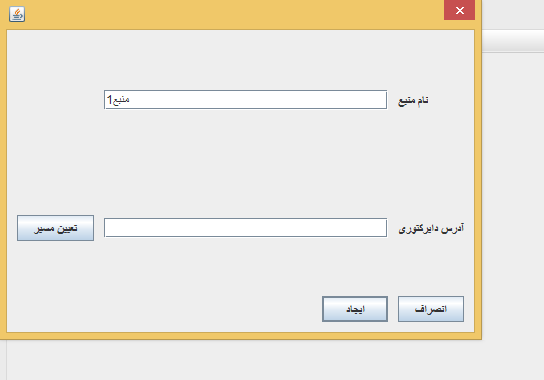 نام منبع
منبع1
آدرس دایرکتوری
تعیین مسیر
انصراف
ایجاد